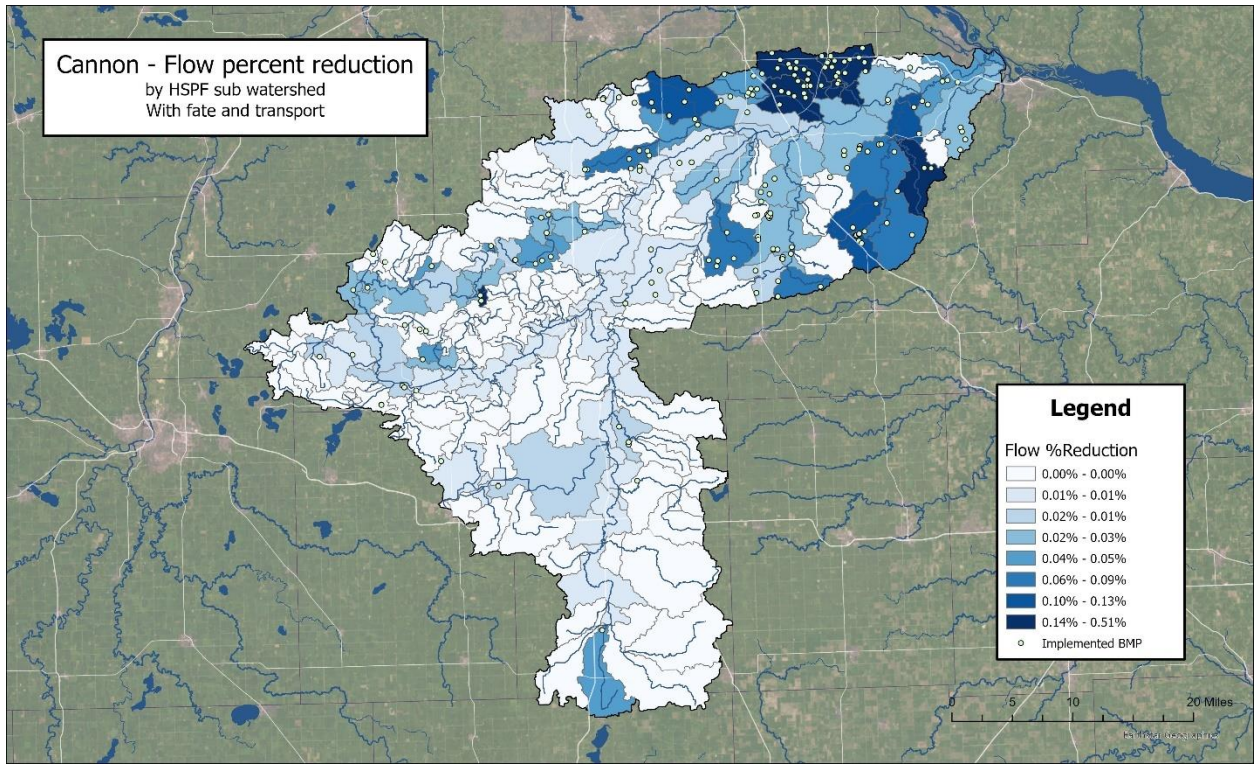 Cannon - Flow percent reduction
by HSPF sub watershed
With fate and transport
Legend
Flow %Reduction
0.00% - 0.00%
0.01% - 0.01%
0.02% - 0.01%
0.02% - 0.03%
0.04% - 0.05%
0.06% - 0.09%
0.10% - 0.13%
0.14% - 0.51%
Implemented BMP
0 5 10 20 Miles